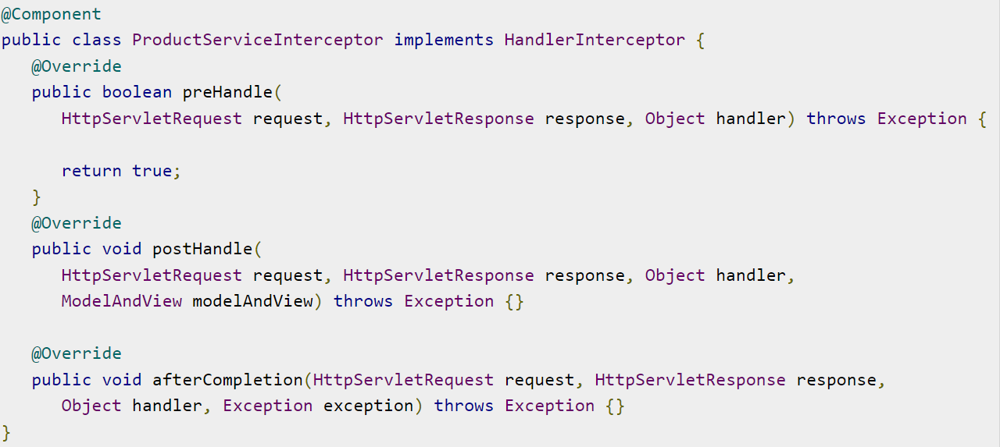 @Component
public class ProductServiceInterceptor implements HandlerInterceptor {
   @Override
   public boolean preHandle(
      HttpServletRequest request, HttpServletResponse response, Object handler) throws Exception {
      return true;
   }
   @Override
   public void postHandle(
      HttpServletRequest request, HttpServletResponse response, Object handler,
      ModelAndView modelAndView) throws Exception {}
   @Override
   public void afterCompletion(HttpServletRequest request, HttpServletResponse response,
      Object handler, Exception exception) throws Exception {}
}